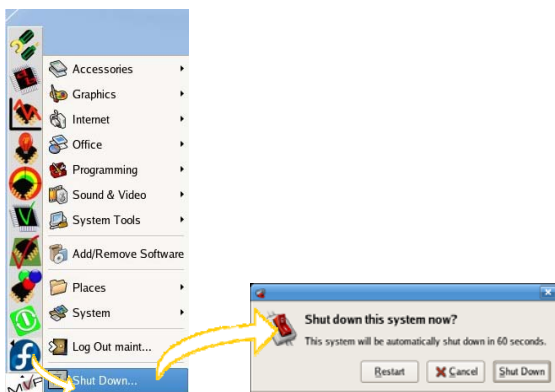 Accessories
Graphics
Internet
Office
Programming
Sound & Video
System Tools
Add/Remove Software
Places
System
Log Out maint...
Shut Down...
MVP
Shut down this system now?
This system will be automatically shut down in 60 seconds.
Restart
Cancel
Shut Down